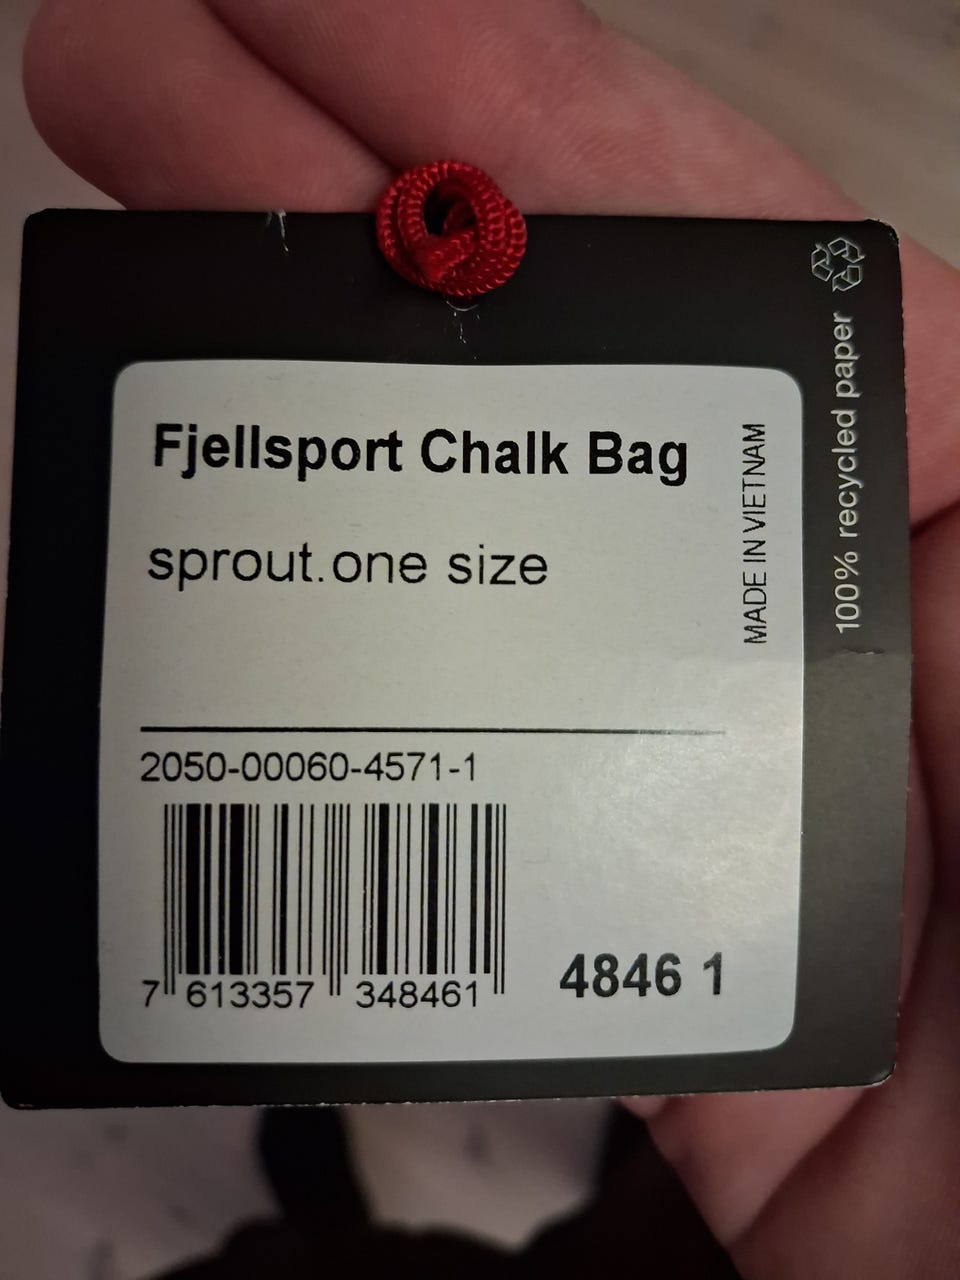 Fjellsport Chalk Bag
sprout.one size
MADE IN VIETNAM
100% recycled paper
2050-00060-4571-1
7 613357 348461
4846 1